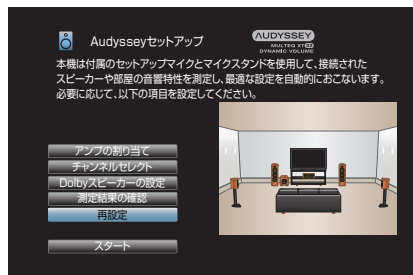 Audysseyセットアップ
AUDYSSEY
MULTEQ XT32
DYNAMIC VOLUME
本機は付属のセットアップマイクとマイクスタンドを使用して、接続された
スピーカーや部屋の音響特性を測定し、最適な設定を自動的におこないます。
必要に応じて、以下の項目を設定してください。
アンプの割り当て
チャンネルセレクト
Dolbyスピーカーの設定
測定結果の確認
再設定
スタート